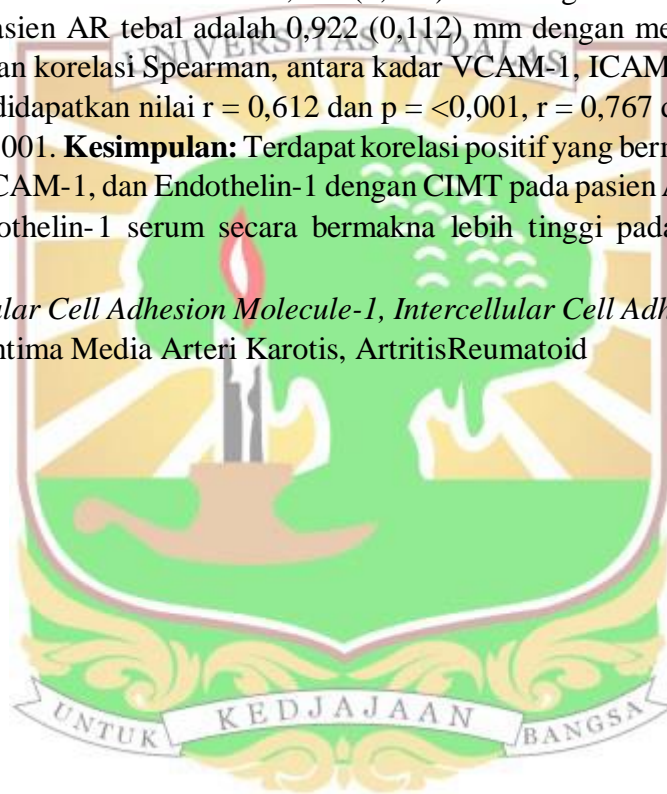 pasien AR tebal adalah 0,922 (0,112) mm dengan me
UNIVERSITAS ANDALAS
an korelasi Spearman, antara kadar VCAM-1, ICAM
didapatkan nilai r = 0,612 dan p = <0,001, r = 0,767
001. Kesimpulan: Terdapat korelasi positif yang berm
CAM-1, dan Endothelin-1 dengan CIMT pada pasien A
othelin-1 serum secara bermakna lebih tinggi pada
lar Cell Adhesion Molecule-1, Intercellular Cell Adh
ntima Media Arteri Karotis, ArtritisReumatoid
UNTUK KEDJAJAAN BANGSA